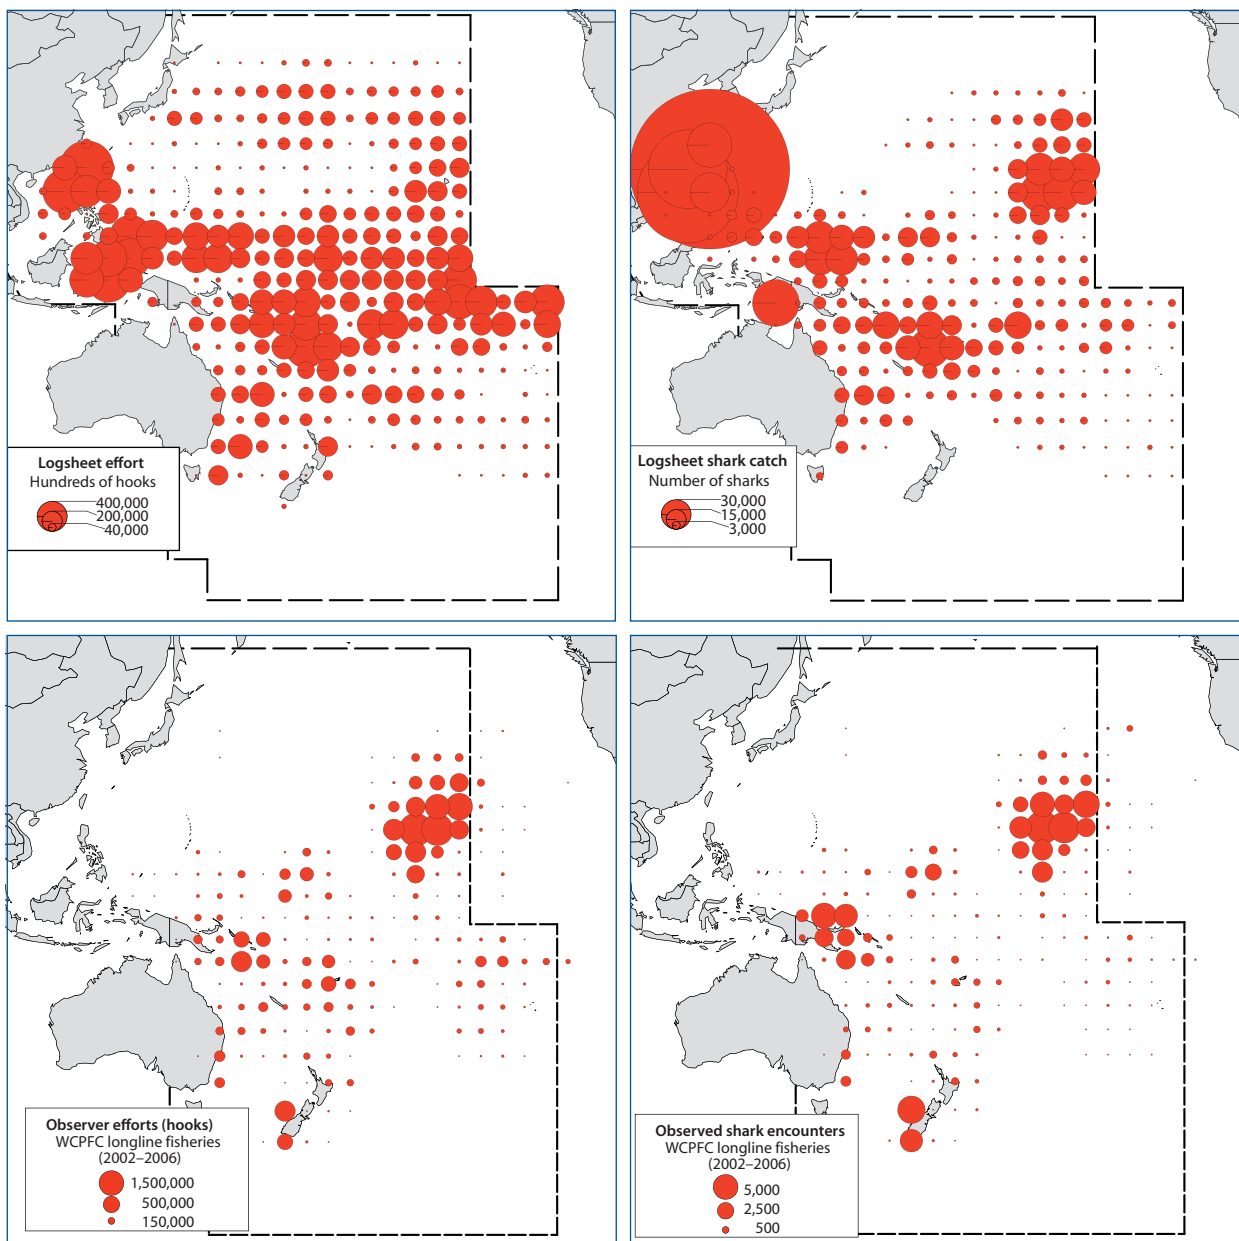 Logsheet effort
Hundreds of hooks
400,000
200,000
40,000
Logsheet shark catch
Number of sharks
30,000
15,000
3,000
Observer efforts (hooks)
WCPFC longline fisheries
(2002–2006)
1,500,000
500,000
150,000
Observed shark encounters
WCPFC longline fisheries
(2002–2006)
5,000
2,500
500